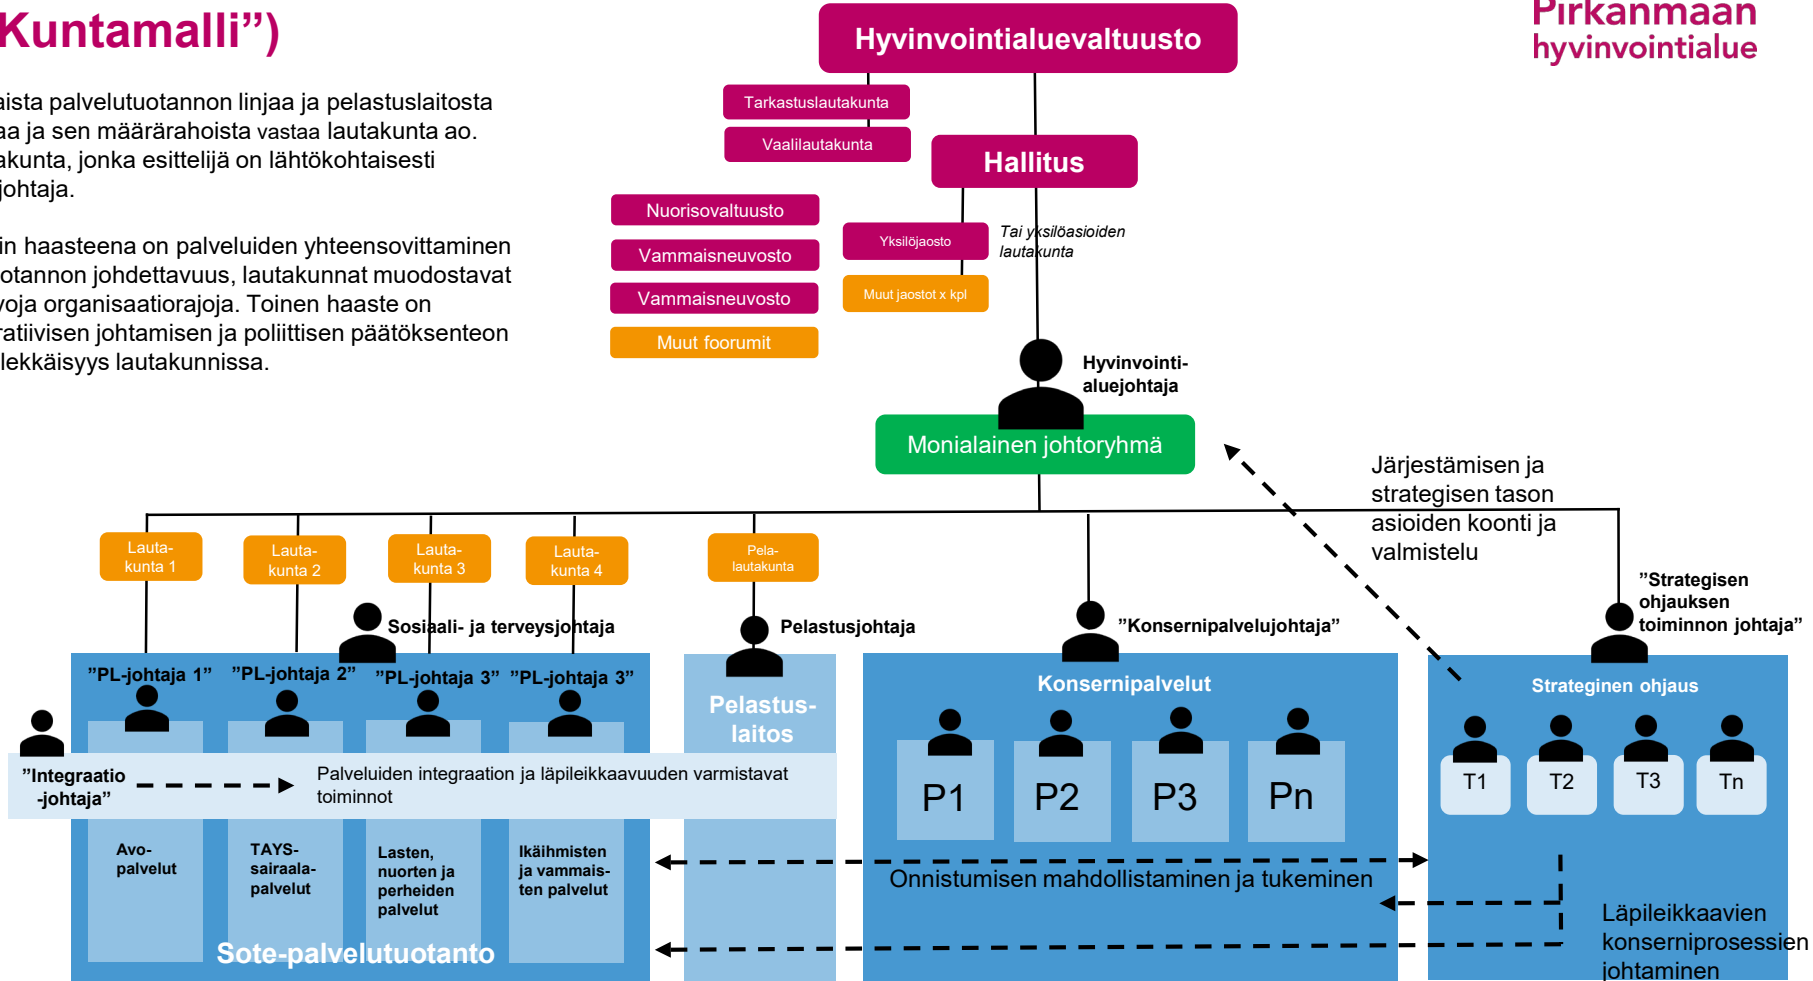 Kuntamalli”)
Pirkanmaan
hyvinvointialue
aista palvelutuotannon linjaa ja pelastuslaitosta
aa ja sen määrärahoista vastaa lautakunta ao.
akunta, jonka esittelijä on lähtökohtaisesti
johtaja.
in haasteena on palveluiden yhteensovittaminen
otannon johdettavuus, lautakunnat muodostavat
voja organisaatiorajoja. Toinen haaste on
ratiivisen johtamisen ja poliittisen päätöksenteon
lekkäisyys lautakunnissa.
Hyvinvointialuevaltuusto
Tarkastuslautakunta
Vaalilautakunta
Hallitus
Nuorisovaltuusto
Vammaisneuvosto
Vammaisneuvosto
Muut foorumit
Yksilöjaosto
Tai yksilöasioiden
lautakunta
Muut jaostot x kpl
Hyvinvointi-
aluejohtaja
Monialainen johtoryhmä
Järjestämisen ja
strategisen tason
asioiden koonti ja
valmistelu
Lauta-
kunta 1
Lauta-
kunta 2
Lauta-
kunta 3
Lauta-
kunta 4
Pela-
lautakunta
Sosiaali- ja terveysjohtaja
Pelastusjohtaja
”Konsernipalvelujohtaja”
”Strategisen
ohjauksen
toiminnon johtaja”
”PL-johtaja 1”
”PL-johtaja 2”
”PL-johtaja 3”
”PL-johtaja 3”
Pelastus-
laitos
Konsernipalvelut
Strateginen ohjaus
”Integraatio
-johtaja”
Palveluiden integraation ja läpileikkaavuuden varmistavat
toiminnot
P1
P2
P3
Pn
T1
T2
T3
Tn
Avo-
palvelut
TAYS-
sairaala-
palvelut
Lasten,
nuorten ja
perheiden
palvelut
Ikäihmisten
ja vammais-
ten palvelut
Sote-palvelutuotanto
Onnistumisen mahdollistaminen ja tukeminen
Läpileikkaavien
konserniprosessien
johtaminen